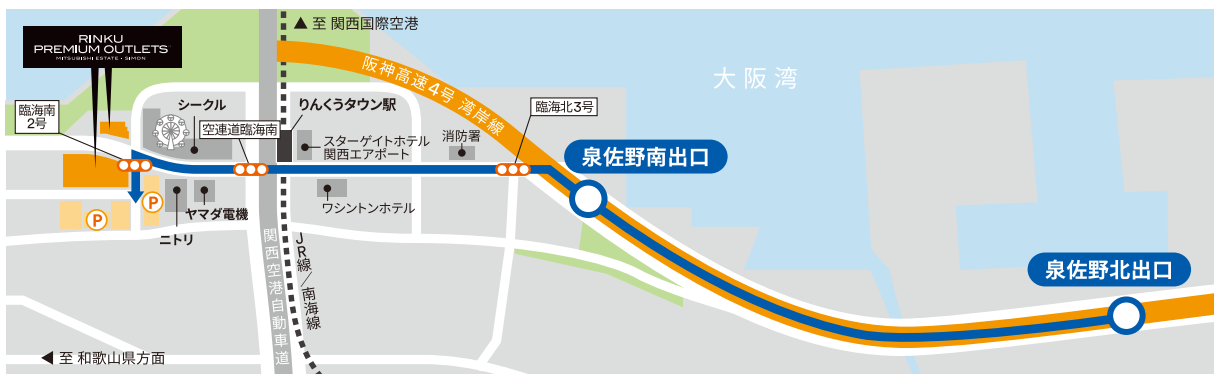 RINKU
PREMIUM OUTLETS
MITSUBISHI ESTATE · SIMON
▲ 至 関西国際空港
阪神高速4号 湾岸線
大阪湾
臨海南
2号
シークル
空連道臨海南
りんくうタウン駅
スターゲイトホテル
関西エアポート
消防署
臨海北3号
泉佐野南出口
P
P
ニトリ
ヤマダ電機
ワシントンホテル
関西空港自動車道
JR線/南海線
泉佐野北出口
◀ 至 和歌山県方面